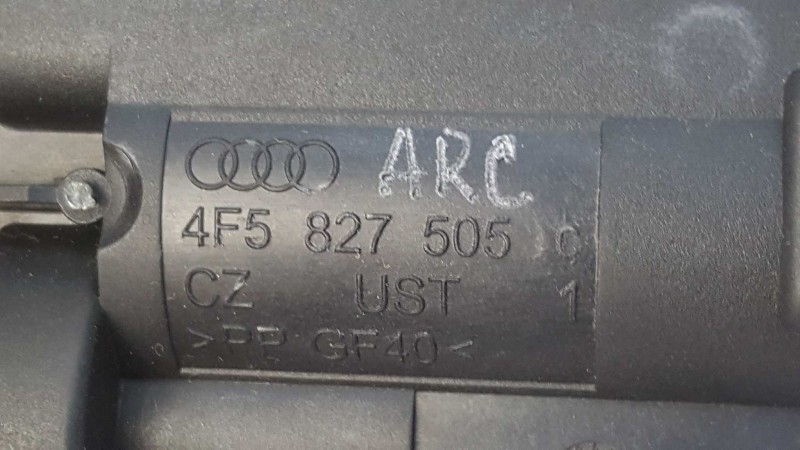 ARC
4F5 827 505 C
CZ UST 1
>PP GF40<